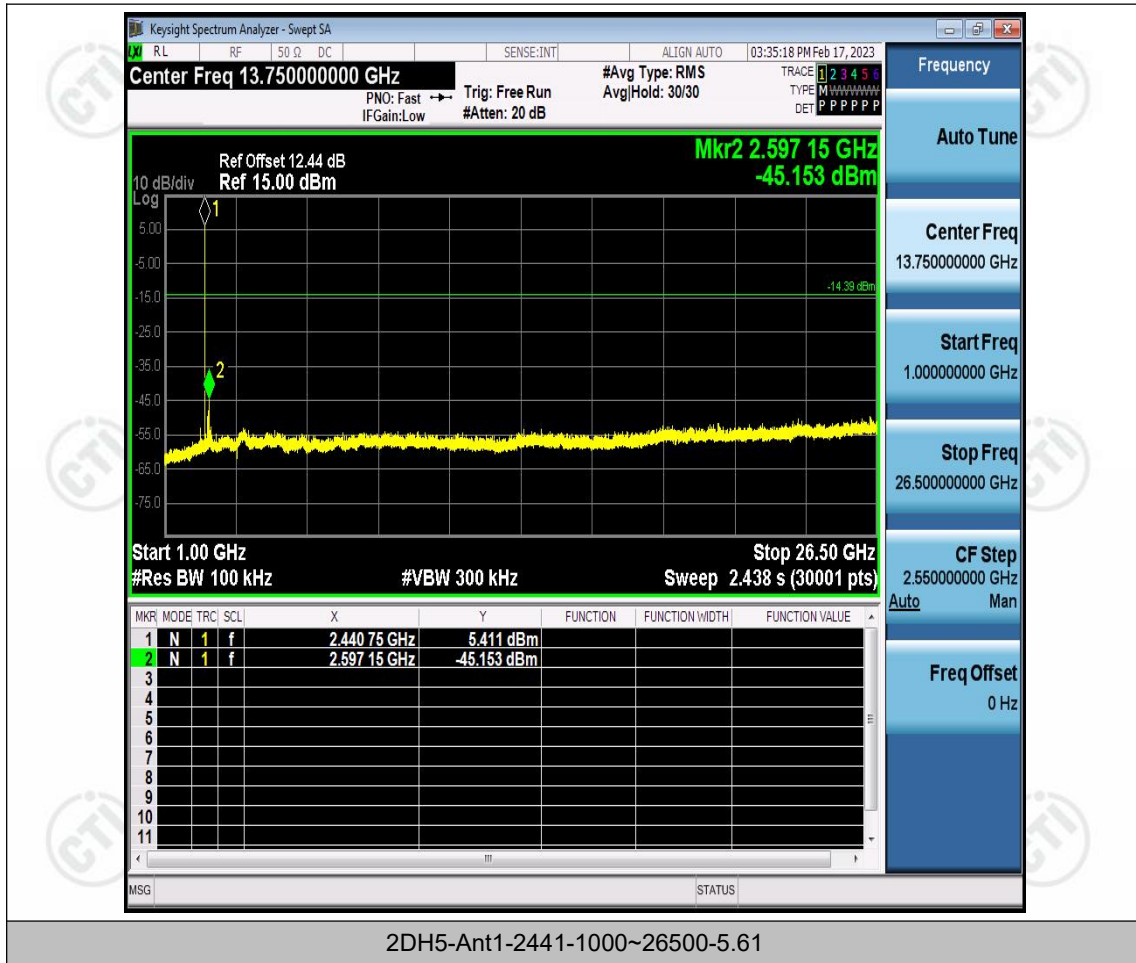 Keysight Spectrum Analyzer - Swept SA
LXI RL RF 50 Ω DC SENSE:INT ALIGN AUTO 03:35:18 PM Feb 17, 2023
Center Freq 13.750000000 GHz #Avg Type: RMS TRACE 1 2 3 4 5 6
PNO: Fast Trig: Free Run Avg|Hold: 30/30 TYPE M WWWWW
IFGain:Low #Atten: 20 dB DET P P P P P P
Frequency
Auto Tune
Center Freq
13.750000000 GHz
Start Freq
1.000000000 GHz
Stop Freq
26.500000000 GHz
CF Step
2.550000000 GHz
Auto Man
Freq Offset
0 Hz
Mkr2 2.597 15 GHz
-45.153 dBm
Ref Offset 12.44 dB
10 dB/div Ref 15.00 dBm
Log
1
5.00
-5.00
-14.39 dBm
-15.0
-25.0
-35.0
2
-45.0
-55.0
-65.0
-75.0
Start 1.00 GHz Stop 26.50 GHz
#Res BW 100 kHz #VBW 300 kHz Sweep 2.438 s (30001 pts)
MKR MODE TRC SCL X Y FUNCTION FUNCTION WIDTH FUNCTION VALUE
1 N 1 f 2.440 75 GHz 5.411 dBm
2 N 1 f 2.597 15 GHz -45.153 dBm
3
4
5
6
7
8
9
10
11
MSG STATUS
2DH5-Ant1-2441-1000~26500-5.61
CTI
CTI
CTI
CTI
CTI
CTI